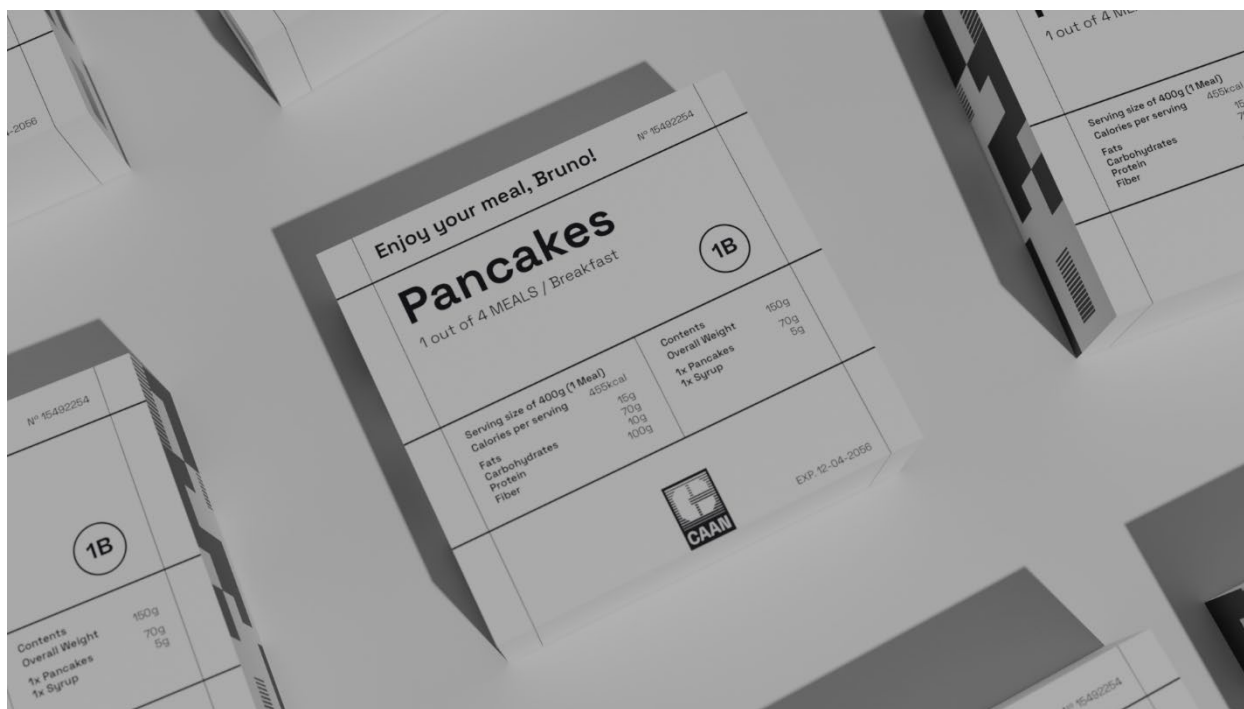 -2056
Enjoy your meal, Bruno!
Nº 15492254
Pancakes
1 out of 4 MEALS / Breakfast
1B
Serving size of 400g (1 Meal)
Calories per serving 455kcal
Fats 15g
Carbohydrates 70g
Protein 10g
Fiber 100g
Contents
Overall Weight 150g
1x Pancakes 70g
1x Syrup 5g
CAAN
EXP. 12-04-2056
1 out of 4
Serving size of 400g (1 Meal)
Calories per serving 455kcal
Fats
Carbohydrates
Protein
Fiber
Nº 15492254
1B
Contents
Overall Weight 150g
1x Pancakes 70g
1x Syrup 5g
Nº 15492254